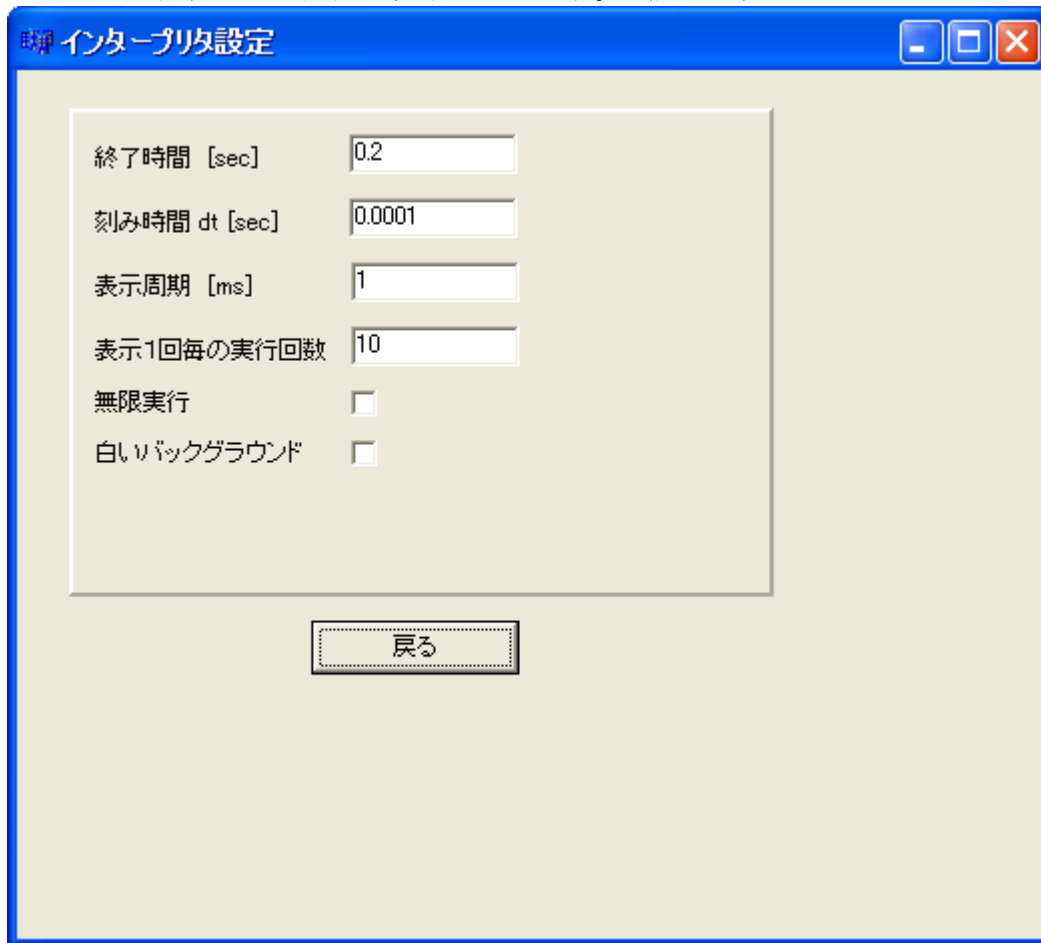 インタープリタ設定
終了時間 [sec] 0.2
刻み時間 dt [sec] 0.0001
表示周期 [ms] 1
表示1回毎の実行回数 10
無限実行
白いバックグラウンド
戻る